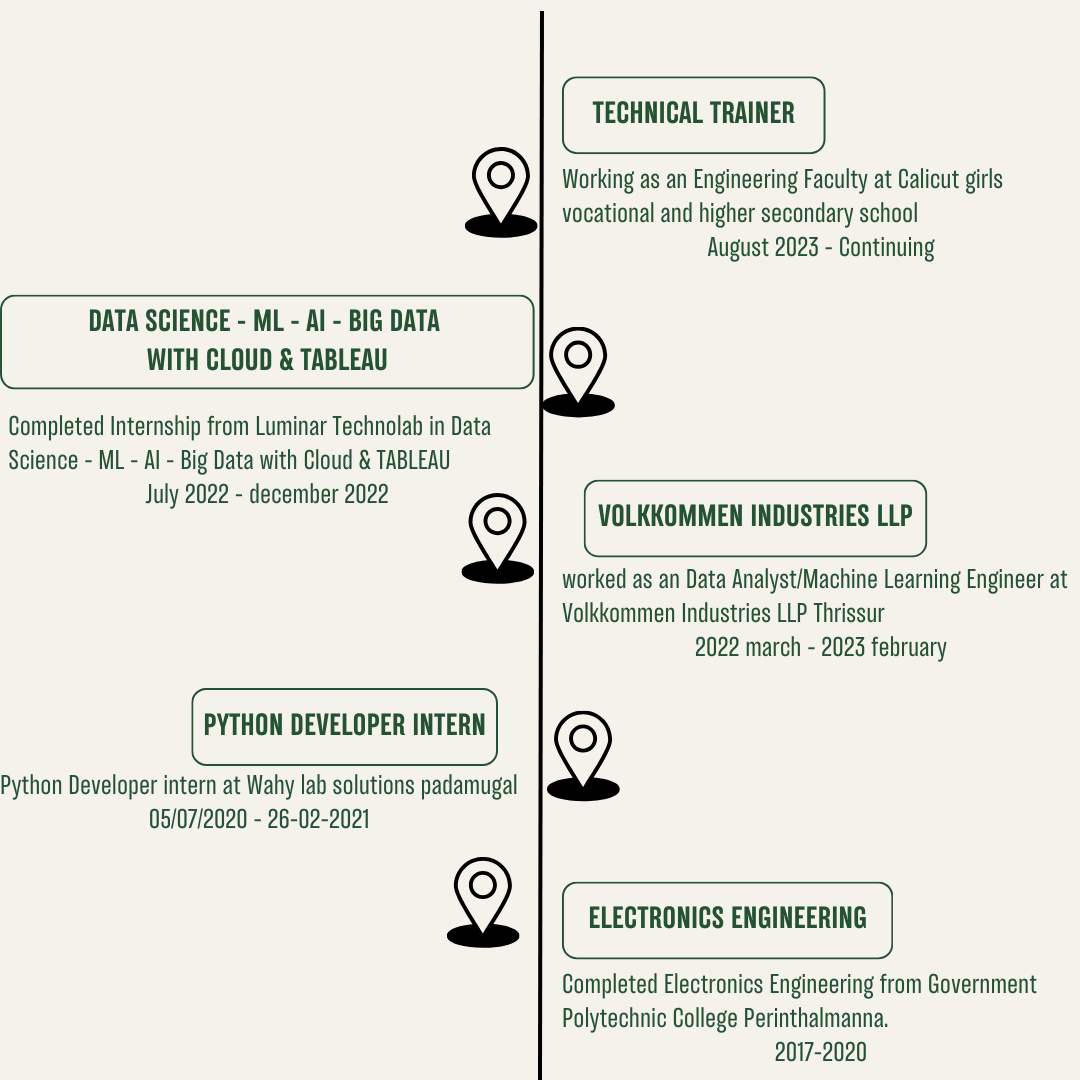 TECHNICAL TRAINER
Working as an Engineering Faculty at Calicut girls
vocational and higher secondary school
August 2023 - Continuing
DATA SCIENCE - ML - AI - BIG DATA
WITH CLOUD & TABLEAU
Completed Internship from Luminar Technolab in Data
Science - ML - AI - Big Data with Cloud & TABLEAU
July 2022 - december 2022
VOLKKOMMEN INDUSTRIES LLP
worked as an Data Analyst/Machine Learning Engineer at
Volkkommen Industries LLP Thrissur
2022 march - 2023 february
PYTHON DEVELOPER INTERN
Python Developer intern at Wahy lab solutions padamugal
05/07/2020 - 26-02-2021
ELECTRONICS ENGINEERING
Completed Electronics Engineering from Government
Polytechnic College Perinthalmanna.
2017-2020